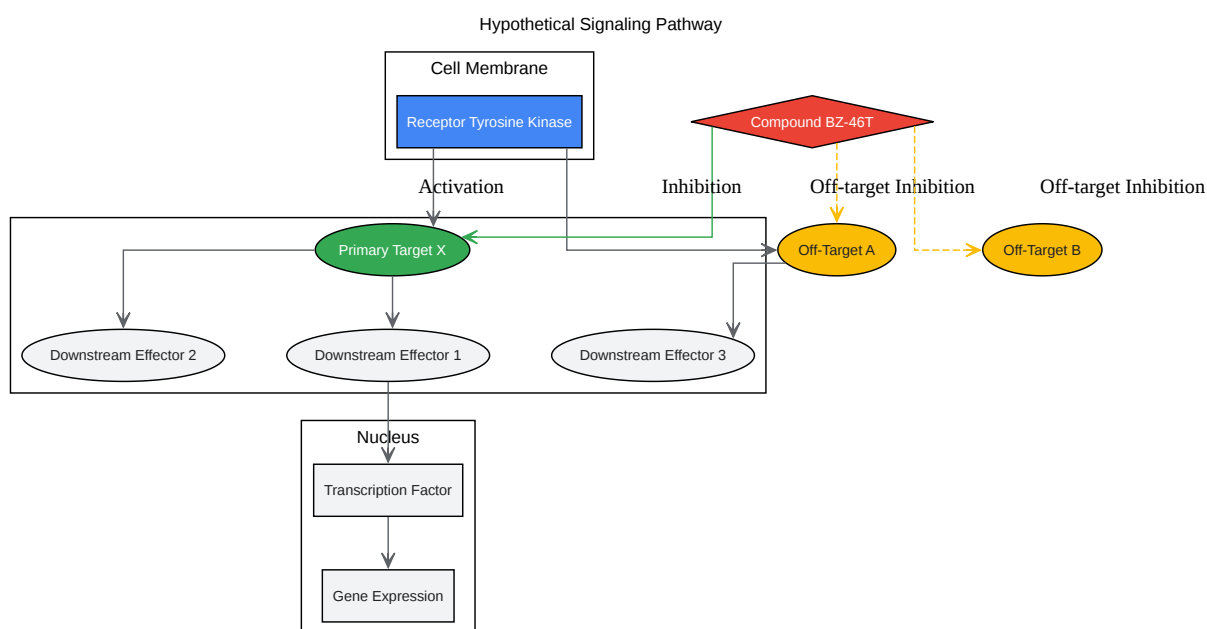 Hypothetical Signaling Pathway
Cell Membrane
Receptor Tyrosine Kinase
Compound BZ-46T
Activation
Inhibition
Off-target Inhibition
Off-target Inhibition
Primary Target X
Off-Target A
Off-Target B
Downstream Effector 2
Downstream Effector 1
Downstream Effector 3
Nucleus
Transcription Factor
Gene Expression